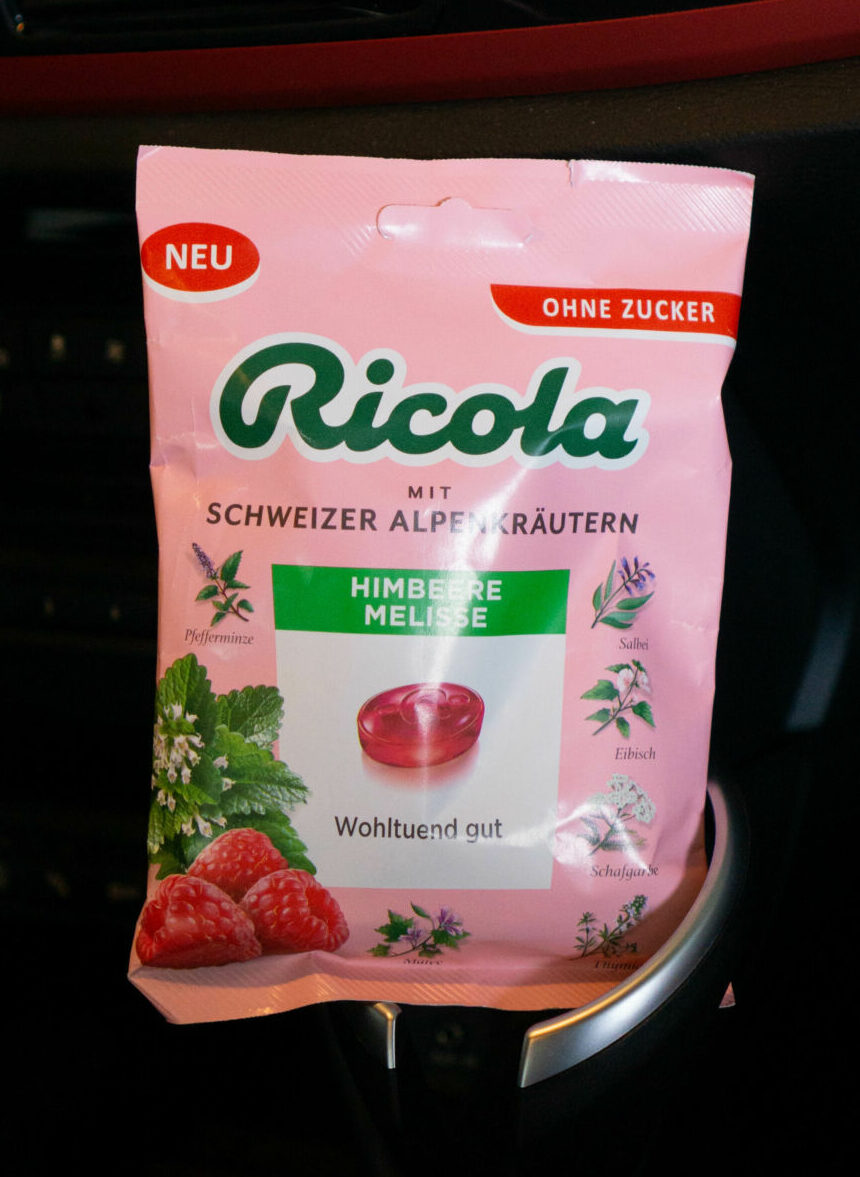 NEU
OHNE ZUCKER
Ricola
MIT
SCHWEIZER ALPENKRÄUTERN
HIMBEERE
MELISSE
Pfefferminze
Salbei
Eibisch
Wohltuend gut
Schafgarbe